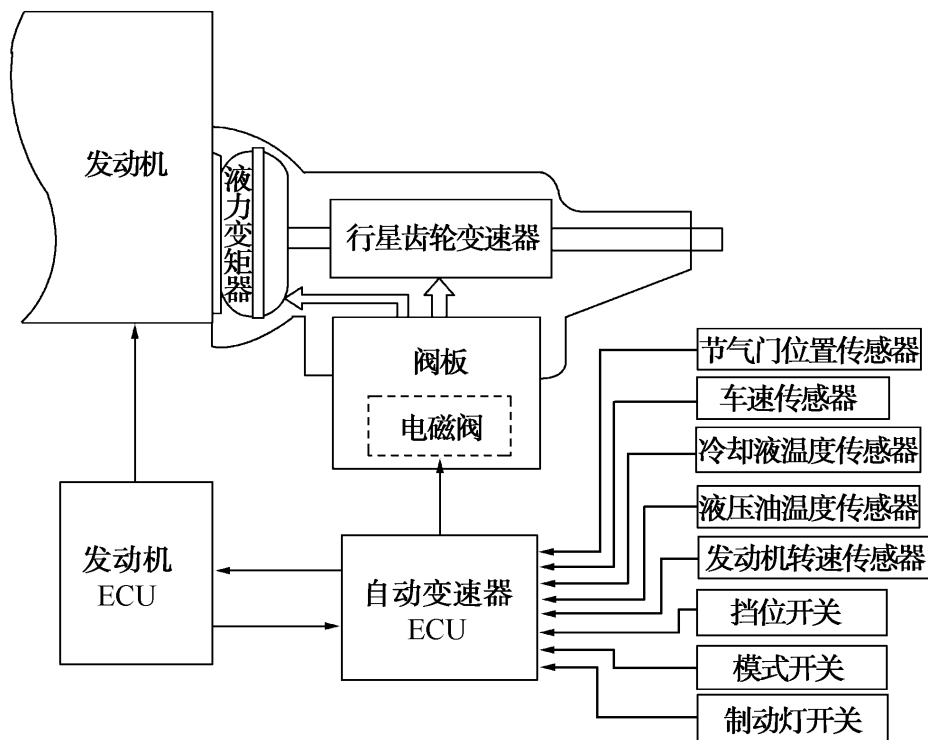 发动机
液力变矩器
行星齿轮变速器
阀板
电磁阀
节气门位置传感器
车速传感器
冷却液温度传感器
液压油温度传感器
发动机转速传感器
挡位开关
模式开关
制动灯开关
发动机
ECU
自动变速器
ECU